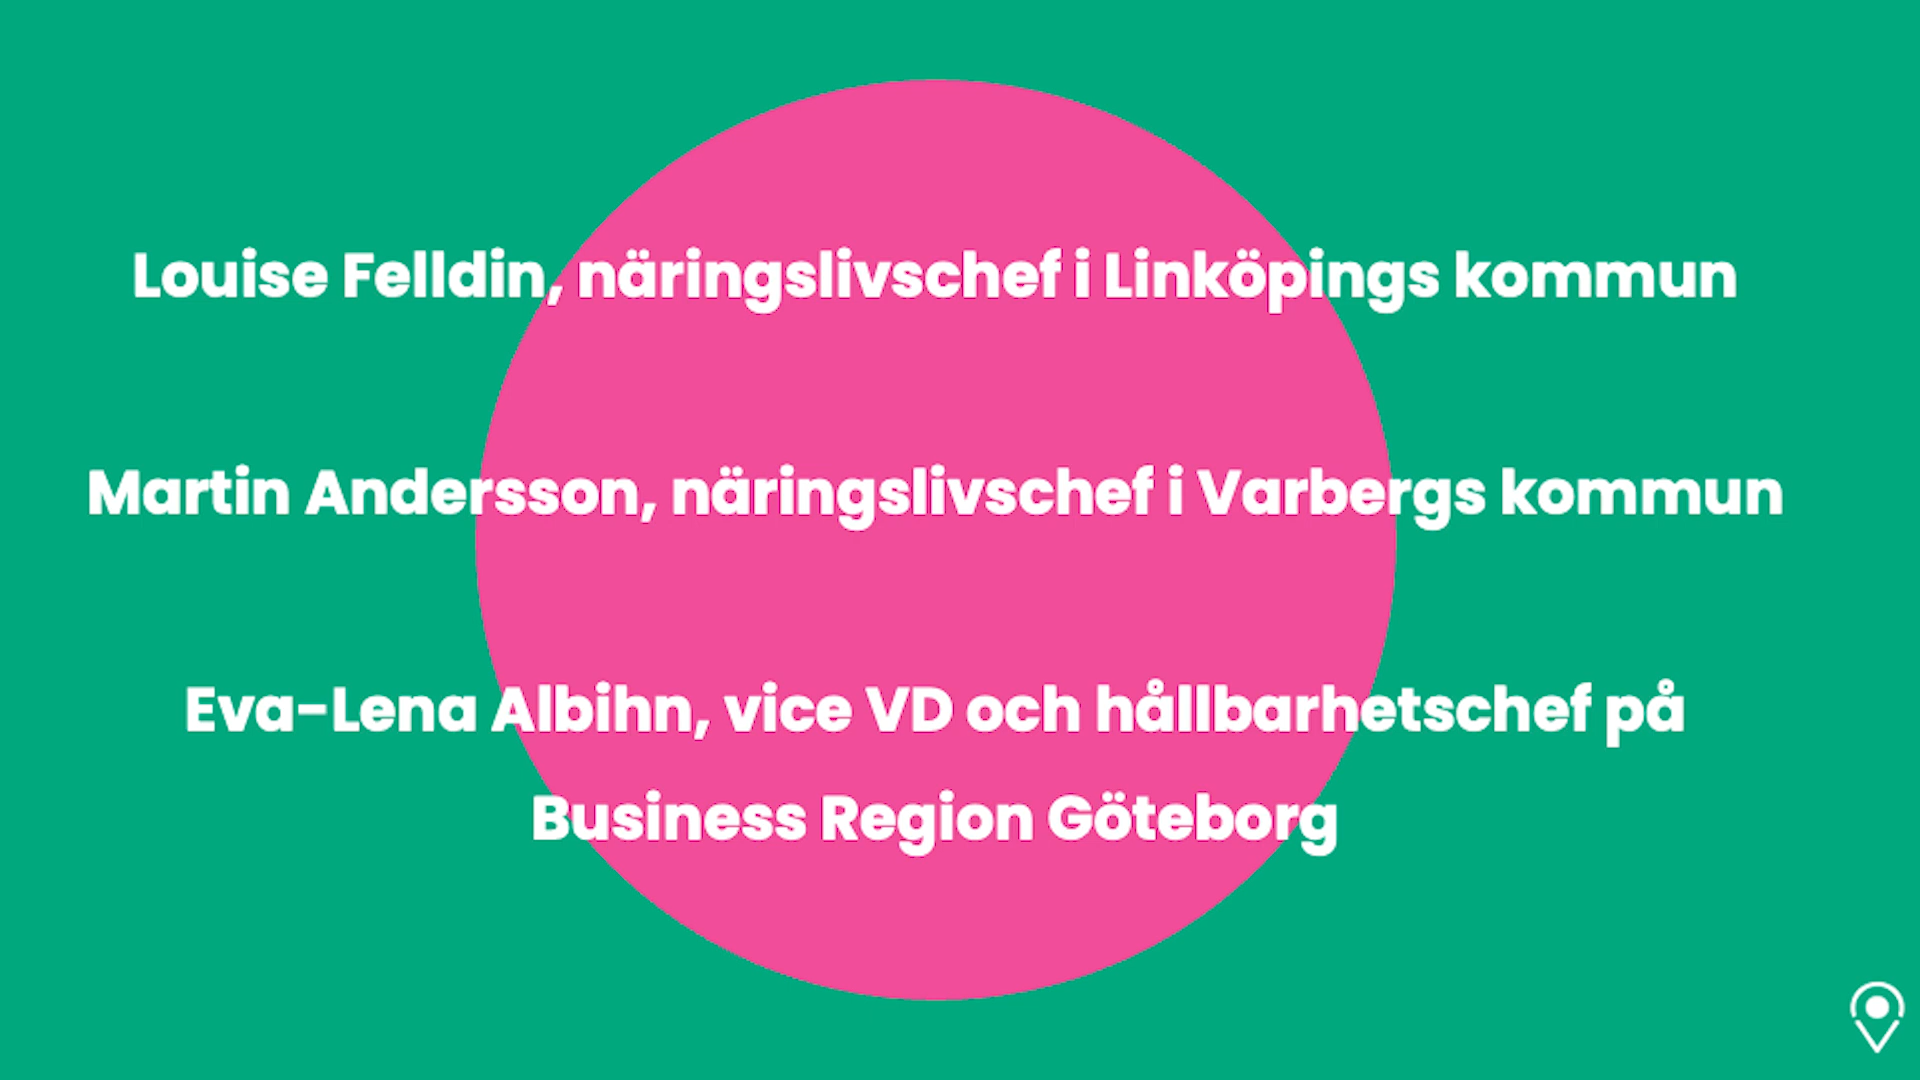 Louise Felldin, näringslivschef i Linköpings kommun
Martin Andersson, näringslivschef i Varbergs kommun
Eva-Lena Albihn, vice VD och hållbarhetschef på
Business Region Göteborg